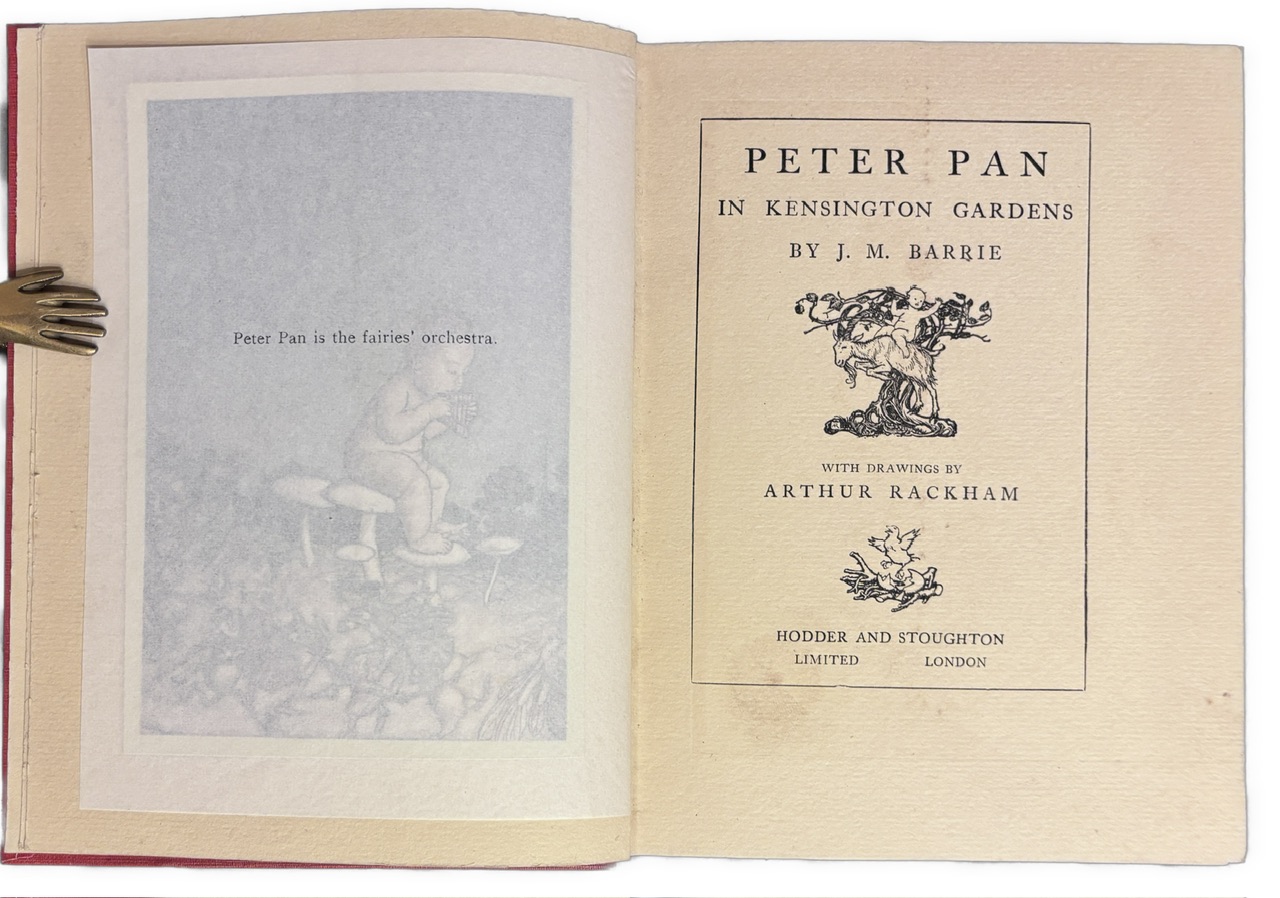 Peter Pan is the fairies' orchestra.
PETER PAN
IN KENSINGTON GARDENS
BY J. M. BARRIE
WITH DRAWINGS BY
ARTHUR RACKHAM
HODDER AND STOUGHTON
LIMITED LONDON